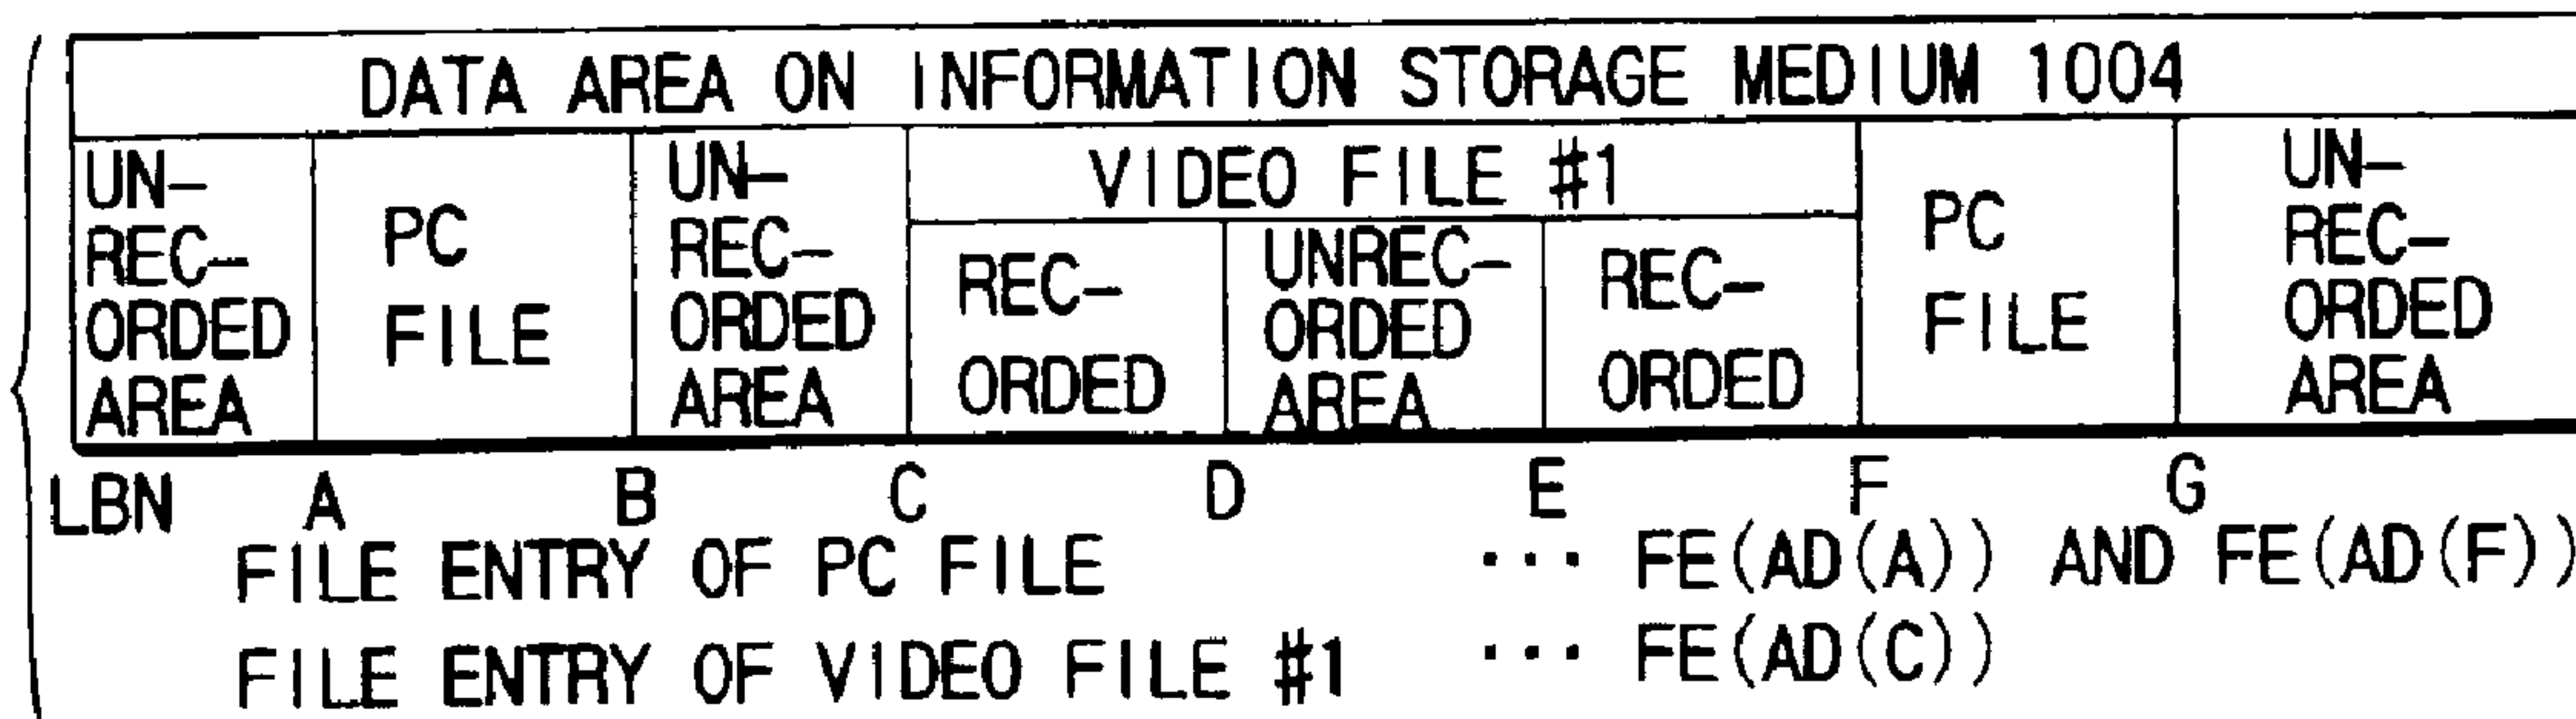 DATA AREA ON INFORMATION STORAGE MEDIUM 1004
UN-
REC-
ORDED
AREA
PC
FILE
UN-
REC-
ORDED
AREA
VIDEO FILE #1
REC-
ORDED
UNREC-
ORDED
AREA
REC-
ORDED
PC
FILE
UN-
REC-
ORDED
AREA
LBN A B C D E F G
FILE ENTRY OF PC FILE ··· FE(AD(A)) AND FE(AD(F))
FILE ENTRY OF VIDEO FILE #1 ··· FE(AD(C))